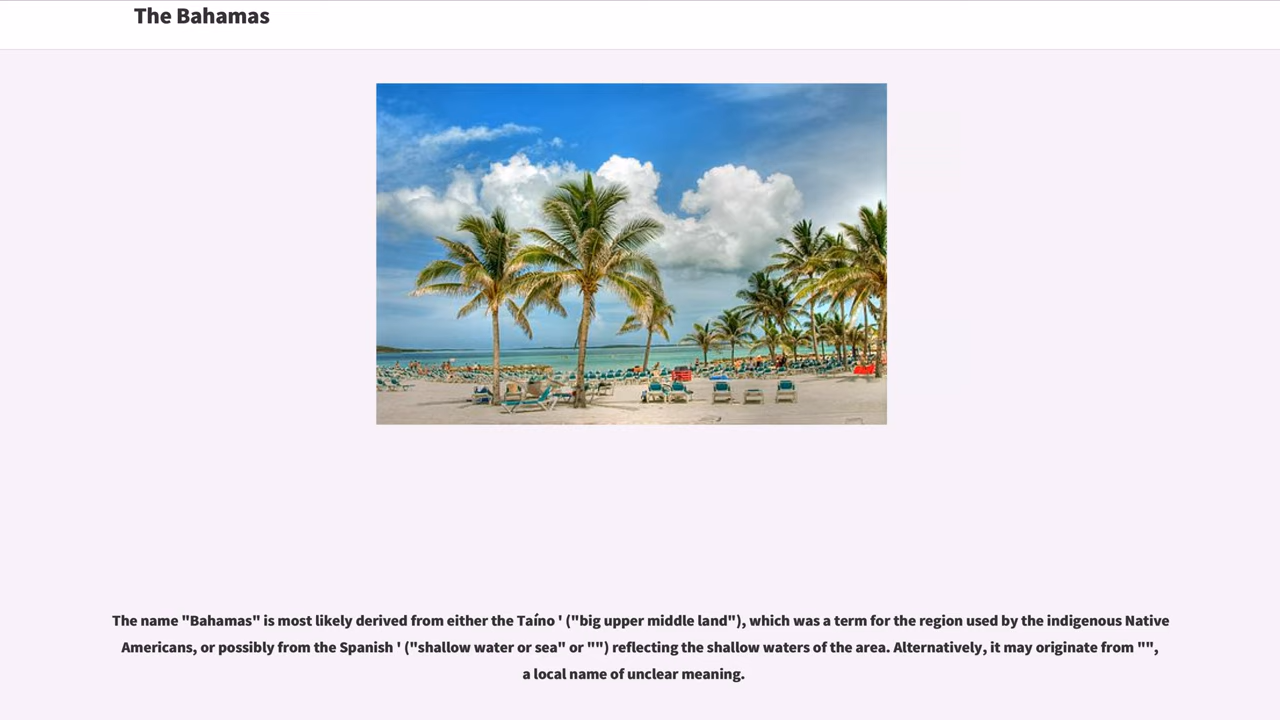 The Bahamas
The name "Bahamas" is most likely derived from either the Taíno ' ("big upper middle land"), which was a term for the region used by the indigenous Native
Americans, or possibly from the Spanish ' ("shallow water or sea" or "") reflecting the shallow waters of the area. Alternatively, it may originate from "",
a local name of unclear meaning.